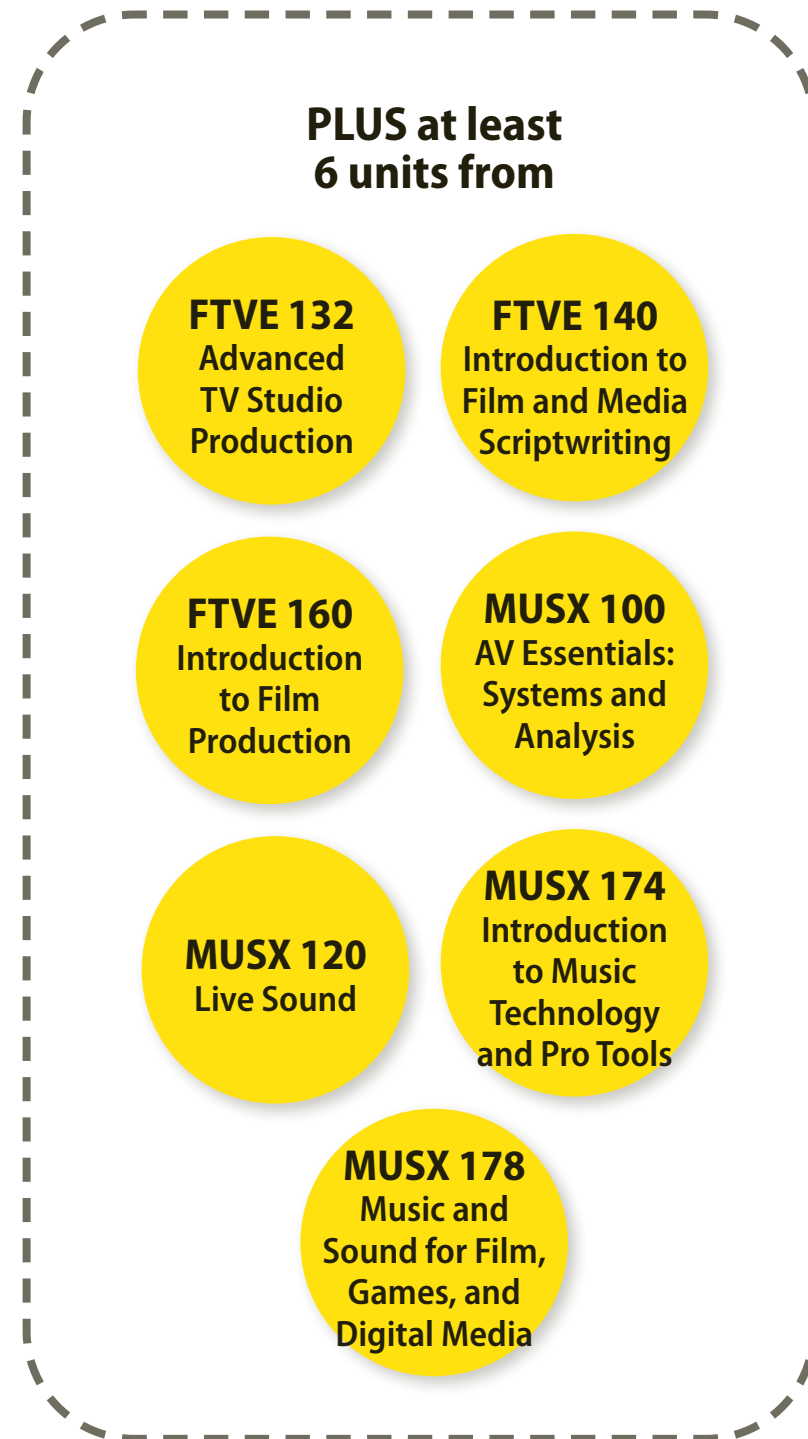 PLUS at least
6 units from
FTVE 132
Advanced
TV Studio
Production
FTVE 140
Introduction to
Film and Media
Scriptwriting
FTVE 160
Introduction
to Film
Production
MUSX 100
AV Essentials:
Systems and
Analysis
MUSX 120
Live Sound
MUSX 174
Introduction
to Music
Technology
and Pro Tools
MUSX 178
Music and
Sound for Film,
Games, and
Digital Media